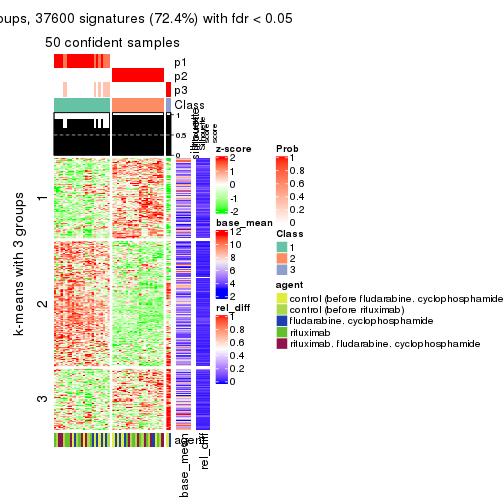 oups, 37600 signatures (72.4%) with fdr < 0.05
50 confident samples
p1
p2
p3
Class
1
0.5
0
silhouette
score
k-means with 3 groups
1
2
3
agent
base_mean
rel_diff
z-score
2
1
0
-1
-2
base_mean
12
10
8
6
4
2
rel_diff
1
0.8
0.6
0.4
0.2
0
Prob
1
0.8
0.6
0.4
0.2
0
Class
1
2
3
agent
control (before fludarabine. cyclophosphamide
control (before rituximab)
fludarabine. cyclophosphamide
rituximab
rituximab. fludarabine. cyclophosphamide